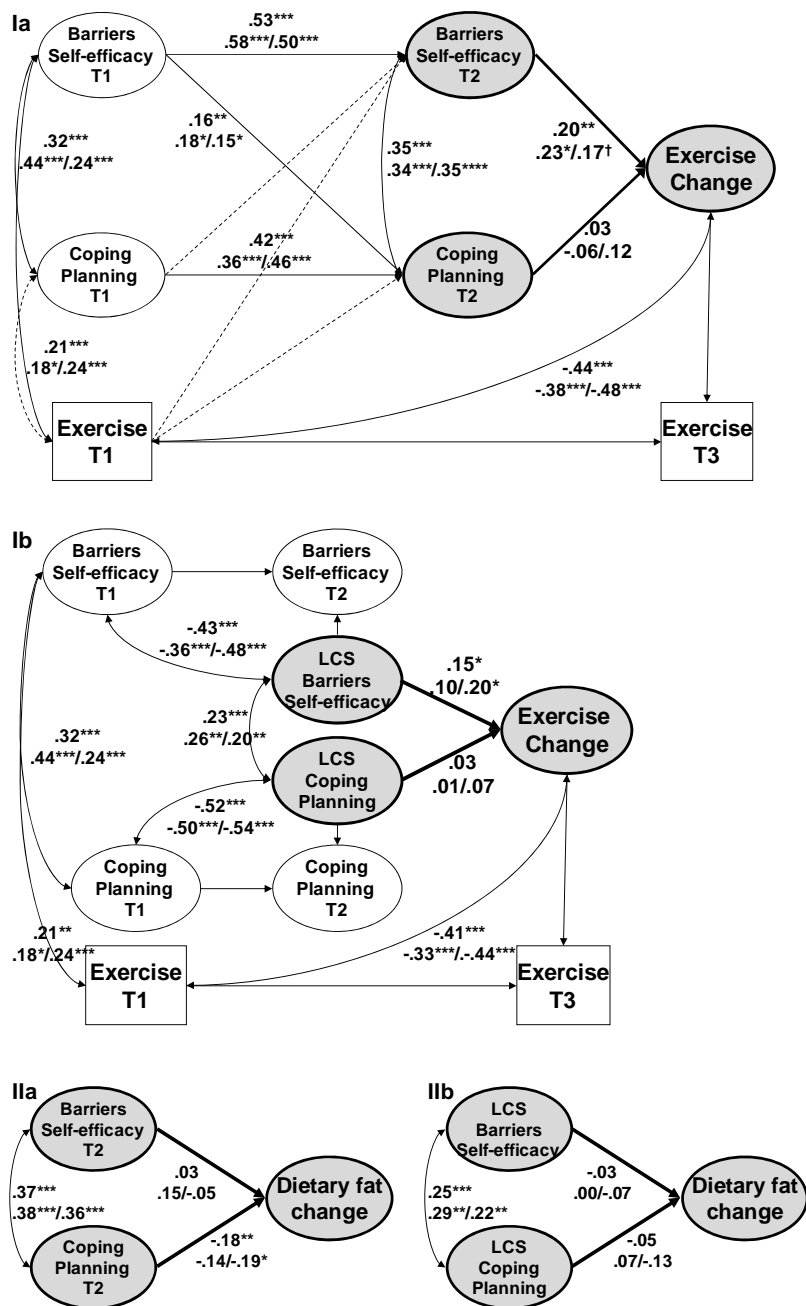 Ia
Barriers
Self-efficacy
T1
.53***
.58***/.50***
Barriers
Self-efficacy
T2
.16**
.18*/.15*
.32***
.44***/.24***
.35***
.34***/.35****
.20**
.23*/.17†
Exercise
Change
Coping
Planning
T1
.42***
.36***/.46***
Coping
Planning
T2
.03
-.06/.12
.21***
.18*/.24***
-.44***
-.38***/-.48***
Exercise
T1
Exercise
T3
Ib
Barriers
Self-efficacy
T1
Barriers
Self-efficacy
T2
-.43***
-.36***/-.48***
LCS
Barriers
Self-efficacy
.15*
.10/.20*
.23***
.26**/.20**
Exercise
Change
.32***
.44***/.24***
LCS
Coping
Planning
.03
.01/.07
-.52***
-.50***/-.54***
Coping
Planning
T1
Coping
Planning
T2
.21**
.18*/.24***
-.41***
-.33***/-.44***
Exercise
T1
Exercise
T3
IIa
Barriers
Self-efficacy
T2
.03
.15/-.05
.37***
.38***/.36***
Dietary fat
change
Coping
Planning
T2
-.18**
-.14/-.19*
IIb
LCS
Barriers
Self-efficacy
-.03
.00/-.07
.25***
.29**/.22**
Dietary fat
change
LCS
Coping
Planning
-.05
.07/-.13